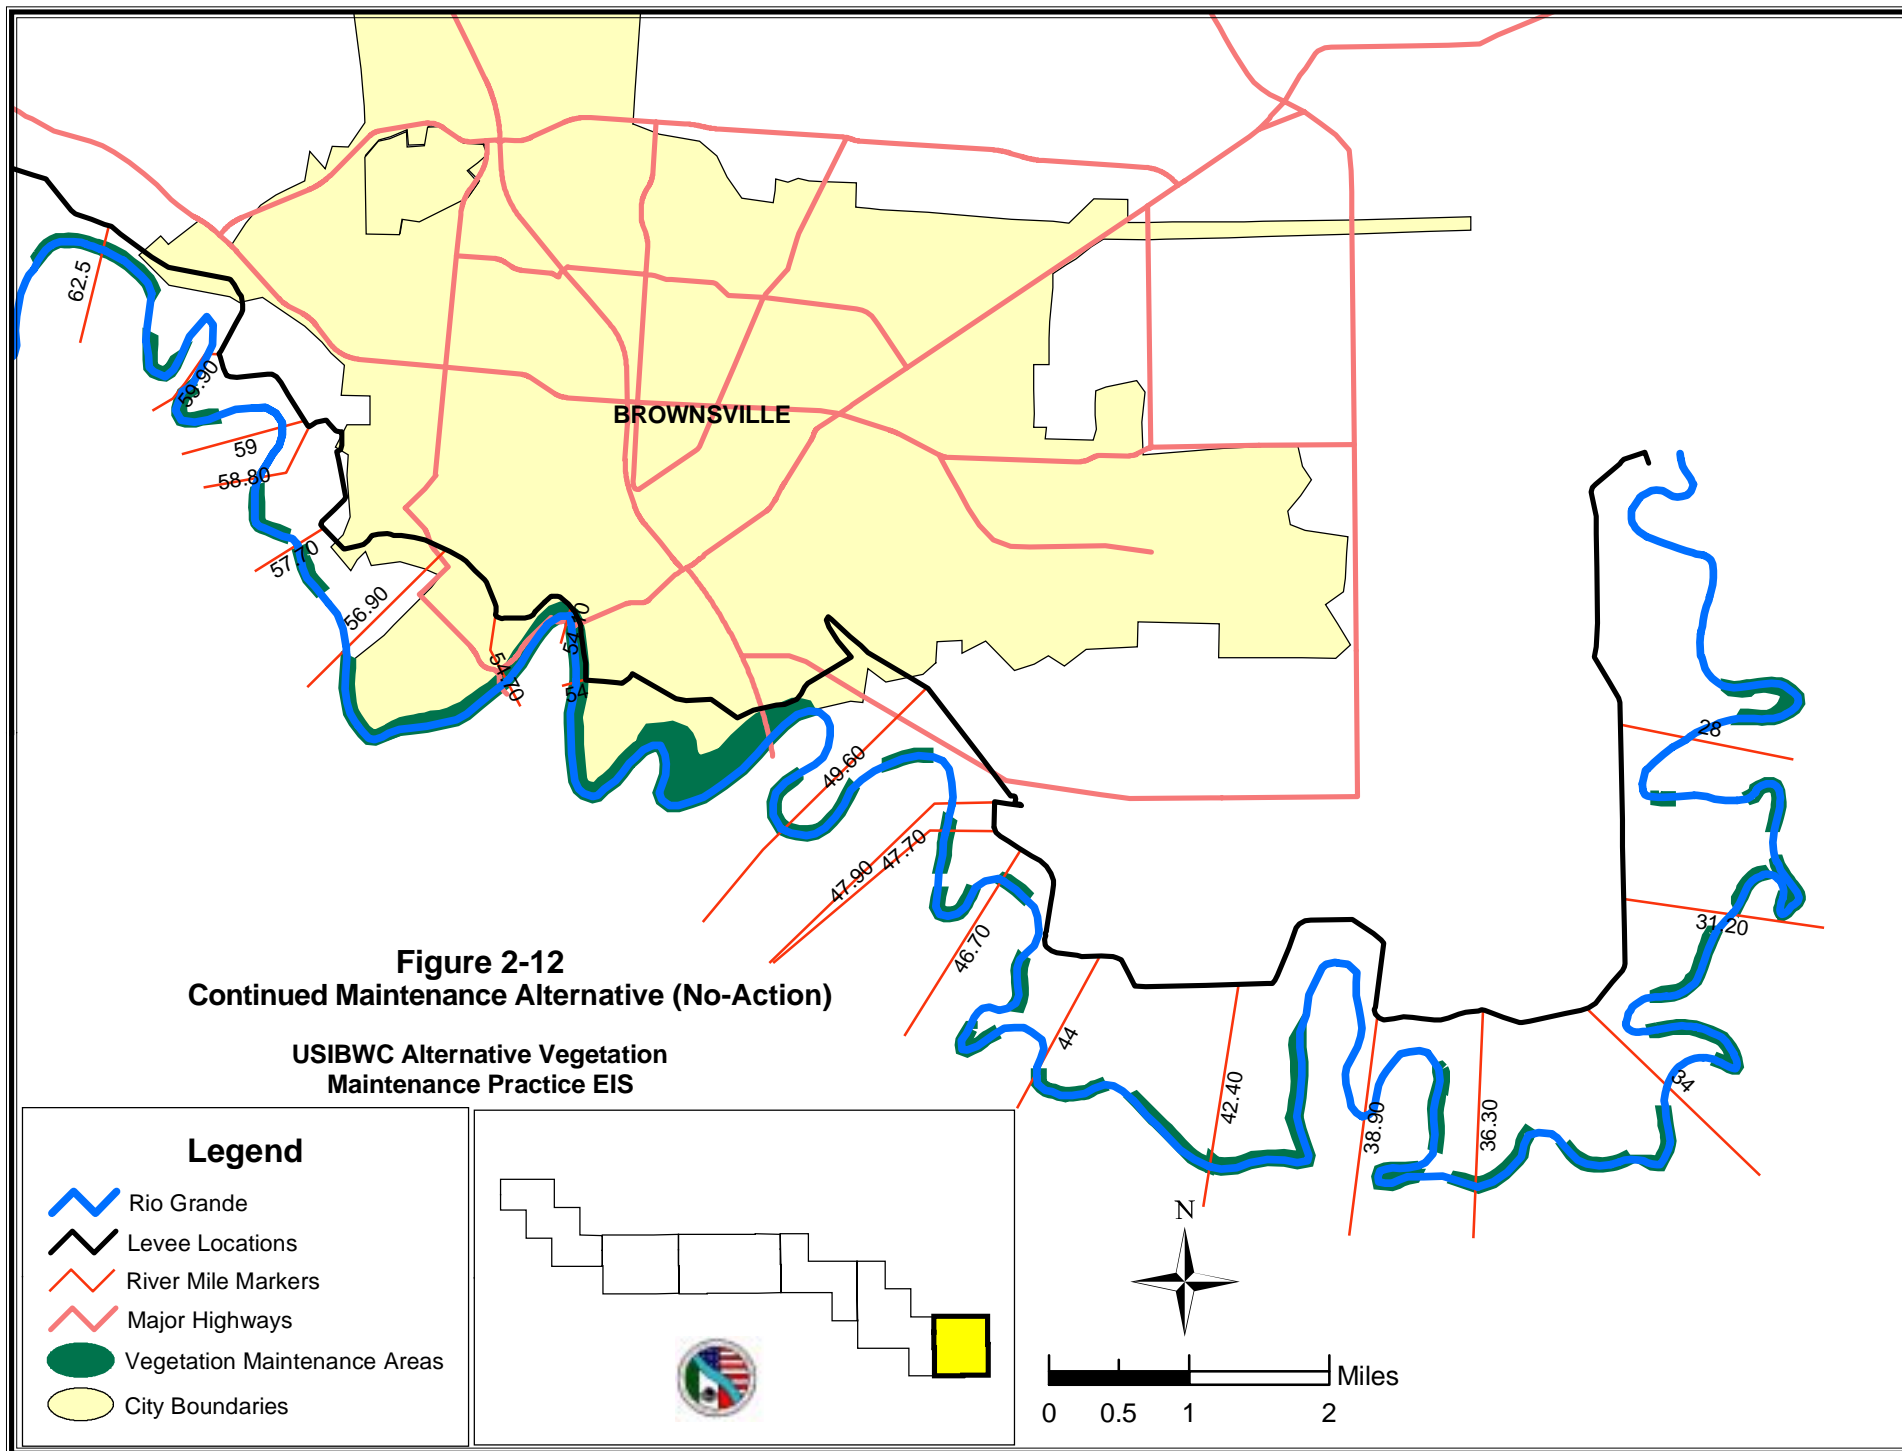 62.5
59.90
59
58.80
57.70
56.90
54.70
54
BROWNSVILLE
49.60
47.90
47.70
46.70
44
42.40
38.90
36.30
34
31.20
28
Figure 2-12
Continued Maintenance Alternative (No-Action)
USIBWC Alternative Vegetation
Maintenance Practice EIS
Legend
Rio Grande
Levee Locations
River Mile Markers
Major Highways
Vegetation Maintenance Areas
City Boundaries
N
Miles
0 0.5 1 2